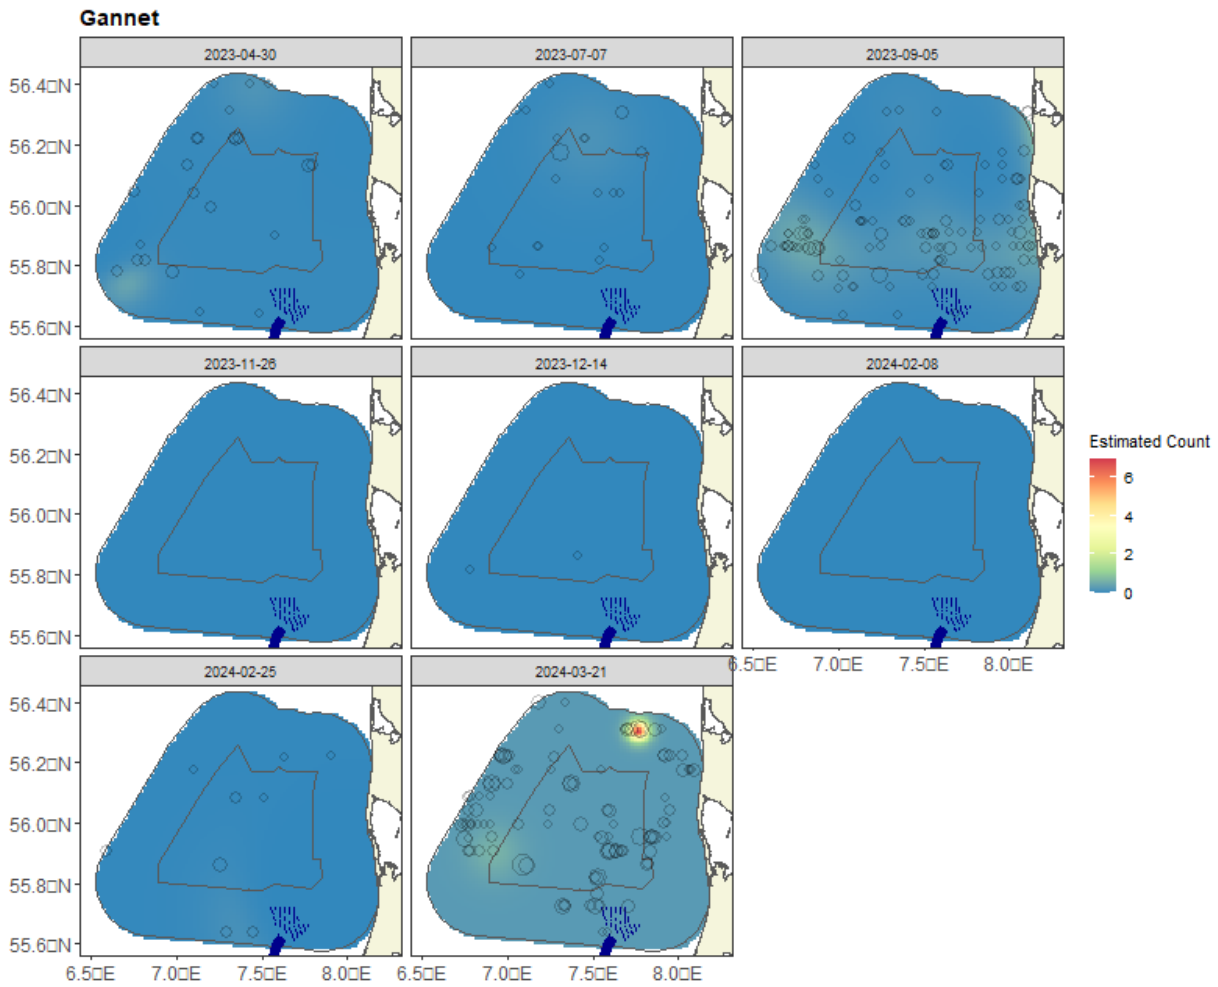 Gannet
2023-04-30 2023-07-07 2023-09-05
56.4□N
56.2□N
56.0□N
55.8□N
55.6□N
2023-11-26 2023-12-14 2024-02-08
56.4□N
56.2□N
56.0□N
55.8□N
55.6□N
6.5□E 7.0□E 7.5□E 8.0□E
Estimated Count
6
4
2
0
2024-02-25 2024-03-21
56.4□N
56.2□N
56.0□N
55.8□N
55.6□N
6.5□E 7.0□E 7.5□E 8.0□E 6.5□E 7.0□E 7.5□E 8.0□E